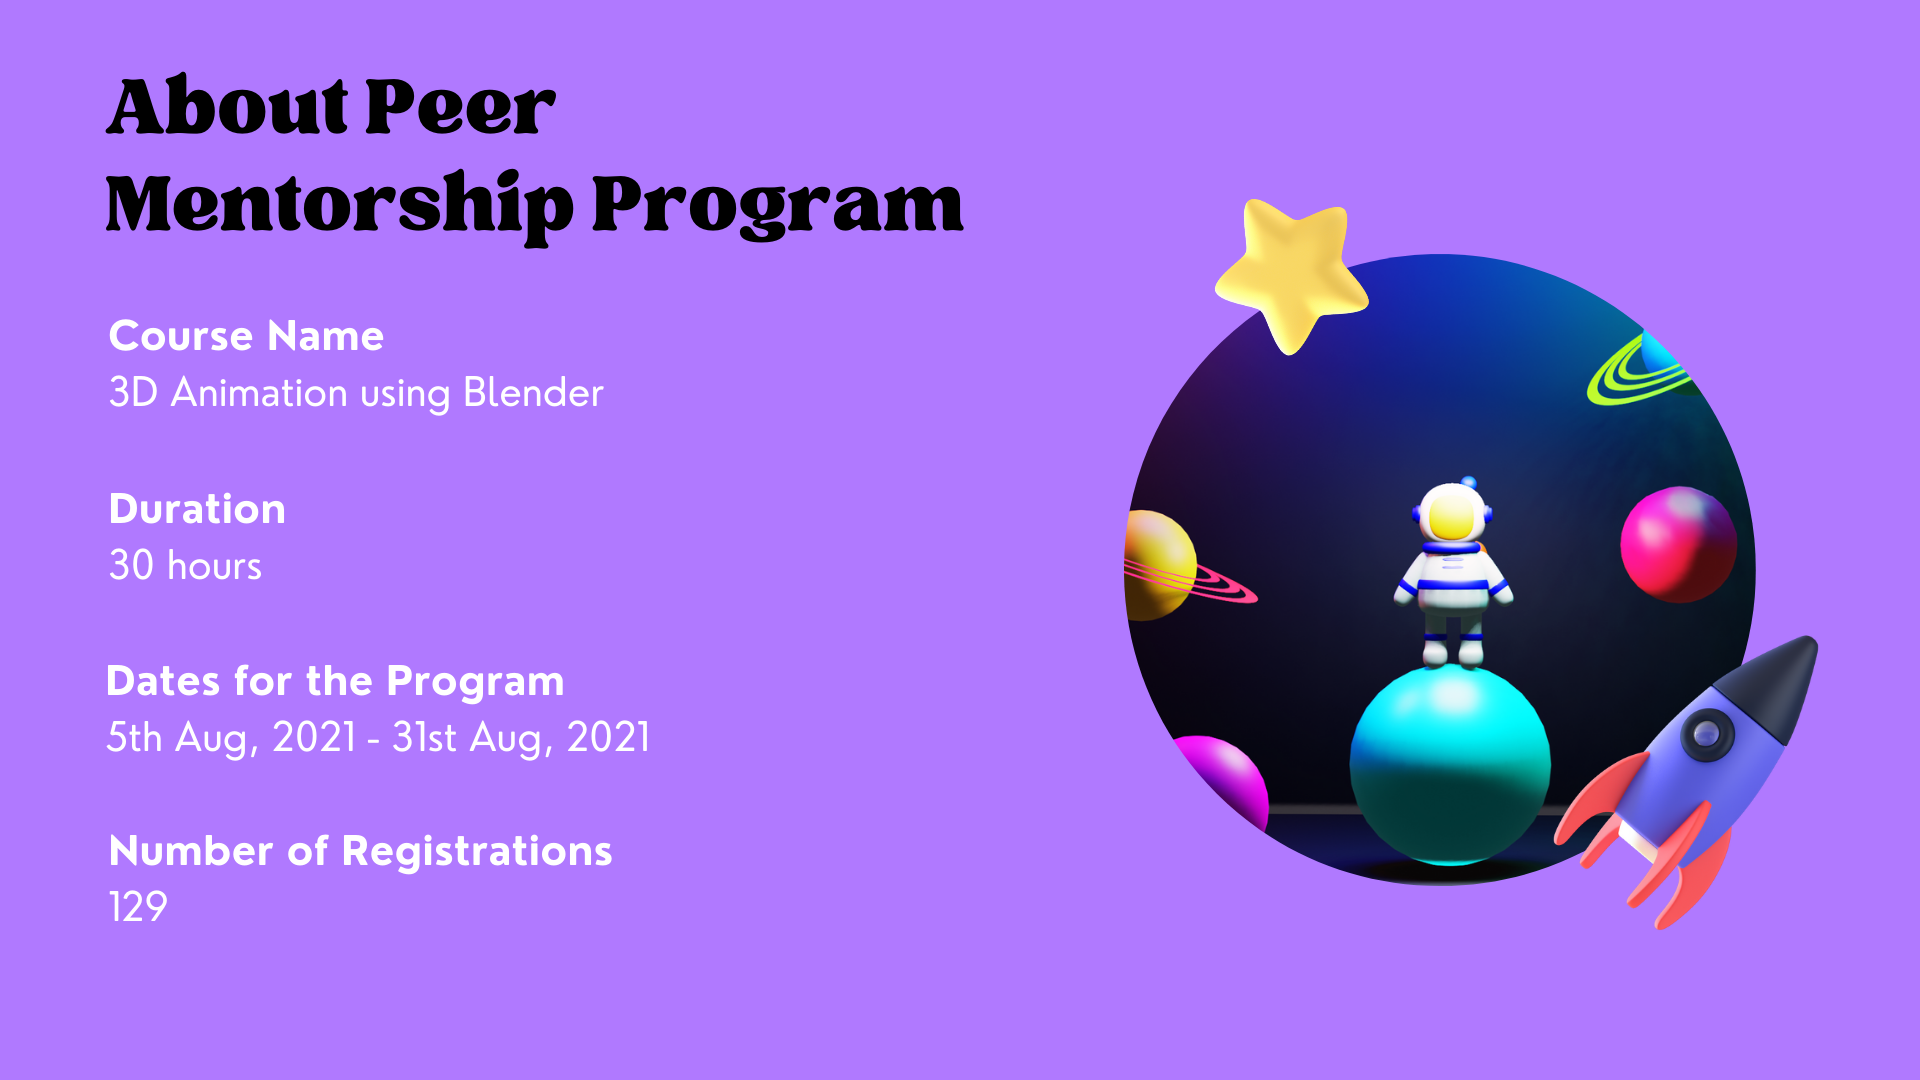 About Peer
Mentorship Program
Course Name
3D Animation using Blender
Duration
30 hours
Dates for the Program
5th Aug, 2021 - 31st Aug, 2021
Number of Registrations
129